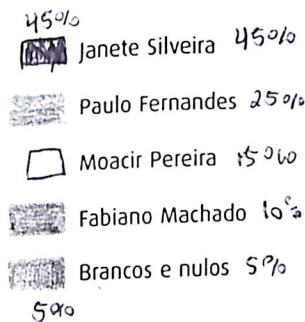 45%
Janete Silveira 45%
Paulo Fernandes 25%
Moacir Pereira 15%
Fabiano Machado 10%
Brancos e nulos 5%
5%